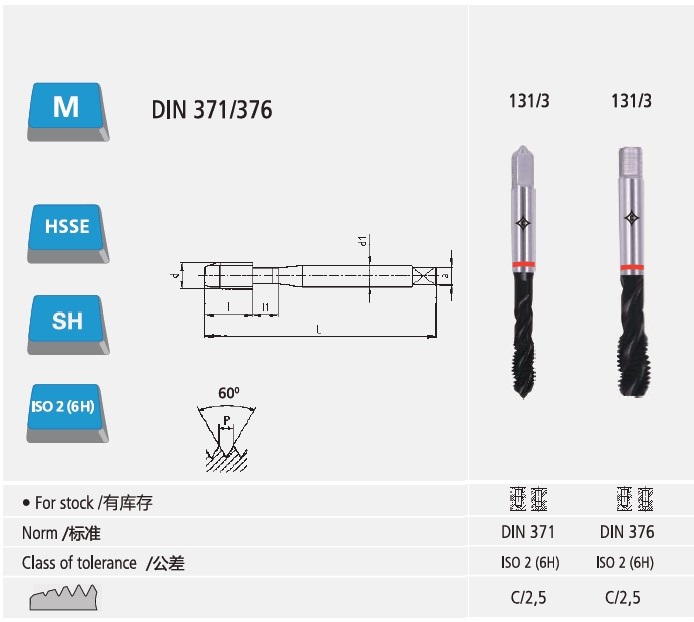 M
DIN 371/376
131/3
131/3
HSSE
SH
ISO 2 (6H)
d
d1
a
l
l1
L
60º
P
• For stock /有库存
Norm /标准
DIN 371
DIN 376
Class of tolerance /公差
ISO 2 (6H)
ISO 2 (6H)
C/2,5
C/2,5